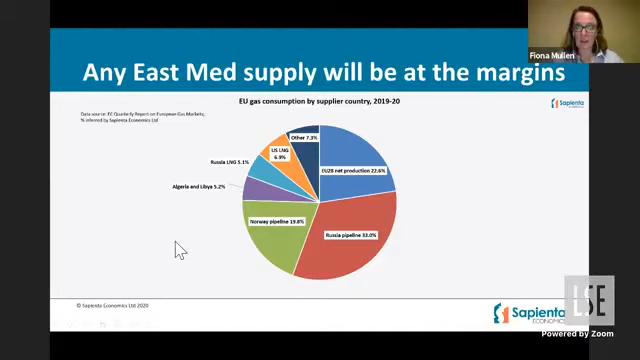 Fiona Mullen
Any East Med supply will be at the margins
EU gas consumption by supplier country, 2019-20
Data source: EC Quarterly Report on European Gas Markets,
% inferred by Sapienta Economics Ltd
Sapienta
ECONOMICS
Other 7.3%
US LNG
6.9%
Russia LNG 5.1%
Algeria and Libya 5.2%
Norway pipeline 19.8%
EU28 net production 22.6%
Russia pipeline 33.0%
© Sapienta Economics Ltd 2020
Sapienta
ECONOMICS
LSE
Powered by Zoom